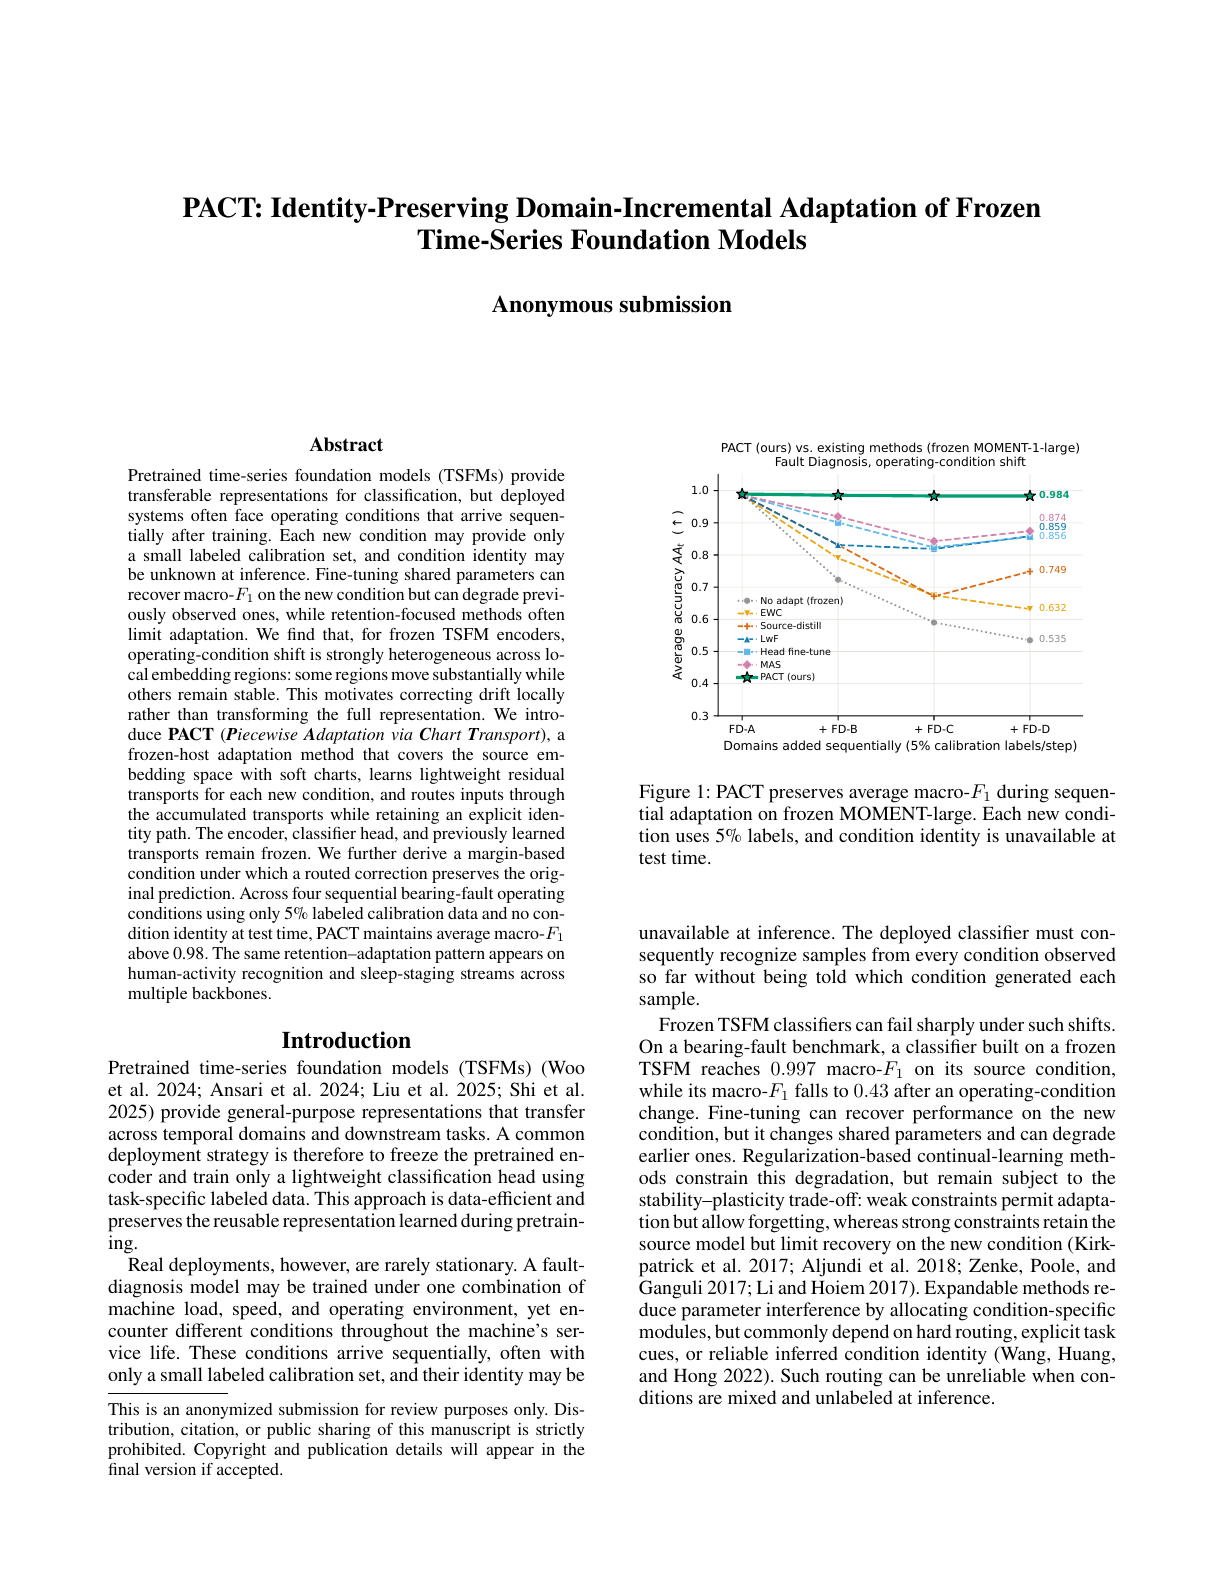 PACT: Identity-Preserving Domain-Incremental Adaptation of Frozen
Time-Series Foundation Models
Anonymous submission
Abstract
Pretrained time-series foundation models (TSFMs) provide
transferable representations for classification, but deployed
systems often face operating conditions that arrive sequen-
tially after training. Each new condition may provide only
a small labeled calibration set, and condition identity may
be unknown at inference. Fine-tuning shared parameters can
recover macro-F1 on the new condition but can degrade previ-
ously observed ones, while retention-focused methods often
limit adaptation. We find that, for frozen TSFM encoders,
operating-condition shift is strongly heterogeneous across lo-
cal embedding regions: some regions move substantially while
others remain stable. This motivates correcting drift locally
rather than transforming the full representation. We intro-
duce PACT (Piecewise Adaptation via Chart Transport), a
frozen-host adaptation method that covers the source em-
bedding space with soft charts, learns lightweight residual
transports for each new condition, and routes inputs through
the accumulated transports while retaining an explicit iden-
tity path. The encoder, classifier head, and previously learned
transports remain frozen. We further derive a margin-based
condition under which a routed correction preserves the orig-
inal prediction. Across four sequential bearing-fault operating
conditions using only 5% labeled calibration data and no con-
dition identity at test time, PACT maintains average macro-F1
above 0.98. The same retention–adaptation pattern appears on
human-activity recognition and sleep-staging streams across
multiple backbones.
Introduction
Pretrained time-series foundation models (TSFMs) (Woo
et al. 2024; Ansari et al. 2024; Liu et al. 2025; Shi et al.
2025) provide general-purpose representations that transfer
across temporal domains and downstream tasks. A common
deployment strategy is therefore to freeze the pretrained en-
coder and train only a lightweight classification head using
task-specific labeled data. This approach is data-efficient and
preserves the reusable representation learned during pretrain-
ing.
Real deployments, however, are rarely stationary. A fault-
diagnosis model may be trained under one combination of
machine load, speed, and operating environment, yet en-
counter different conditions throughout the machine's ser-
vice life. These conditions arrive sequentially, often with
only a small labeled calibration set, and their identity may be
This is an anonymized submission for review purposes only. Dis-
tribution, citation, or public sharing of this manuscript is strictly
prohibited. Copyright and publication details will appear in the
final version if accepted.
PACT (ours) vs. existing methods (frozen MOMENT-1-large)
Fault Diagnosis, operating-condition shift
Average accuracy AAt (↑)
1.0
0.9
0.8
0.7
0.6
0.5
0.4
0.3
0.984
0.874
0.859
0.856
0.749
0.632
0.535
No adapt (frozen)
EWC
Source-distill
LwF
Head fine-tune
MAS
PACT (ours)
FD-A + FD-B + FD-C + FD-D
Domains added sequentially (5% calibration labels/step)
Figure 1: PACT preserves average macro-F1 during sequen-
tial adaptation on frozen MOMENT-large. Each new condi-
tion uses 5% labels, and condition identity is unavailable at
test time.
unavailable at inference. The deployed classifier must con-
sequently recognize samples from every condition observed
so far without being told which condition generated each
sample.
Frozen TSFM classifiers can fail sharply under such shifts.
On a bearing-fault benchmark, a classifier built on a frozen
TSFM reaches 0.997 macro-F1 on its source condition,
while its macro-F1 falls to 0.43 after an operating-condition
change. Fine-tuning can recover performance on the new
condition, but it changes shared parameters and can degrade
earlier ones. Regularization-based continual-learning meth-
ods constrain this degradation, but remain subject to the
stability–plasticity trade-off: weak constraints permit adapta-
tion but allow forgetting, whereas strong constraints retain the
source model but limit recovery on the new condition (Kirk-
patrick et al. 2017; Aljundi et al. 2018; Zenke, Poole, and
Ganguli 2017; Li and Hoiem 2017). Expandable methods re-
duce parameter interference by allocating condition-specific
modules, but commonly depend on hard routing, explicit task
cues, or reliable inferred condition identity (Wang, Huang,
and Hong 2022). Such routing can be unreliable when con-
ditions are mixed and unlabeled at inference.